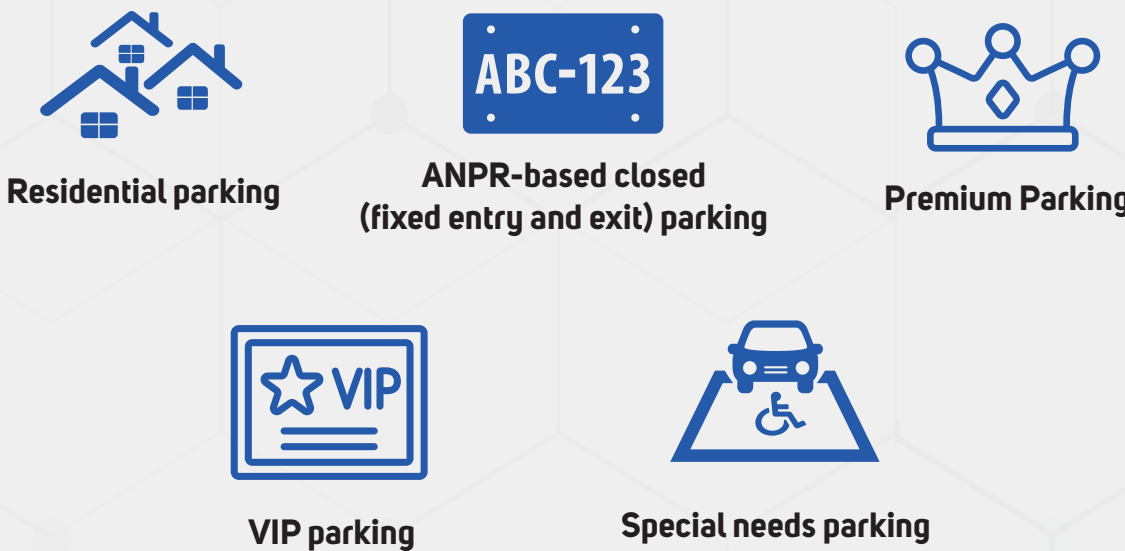 ABC-123
Residential parking
ANPR-based closed
(fixed entry and exit) parking
Premium Parking
VIP
VIP parking
Special needs parking